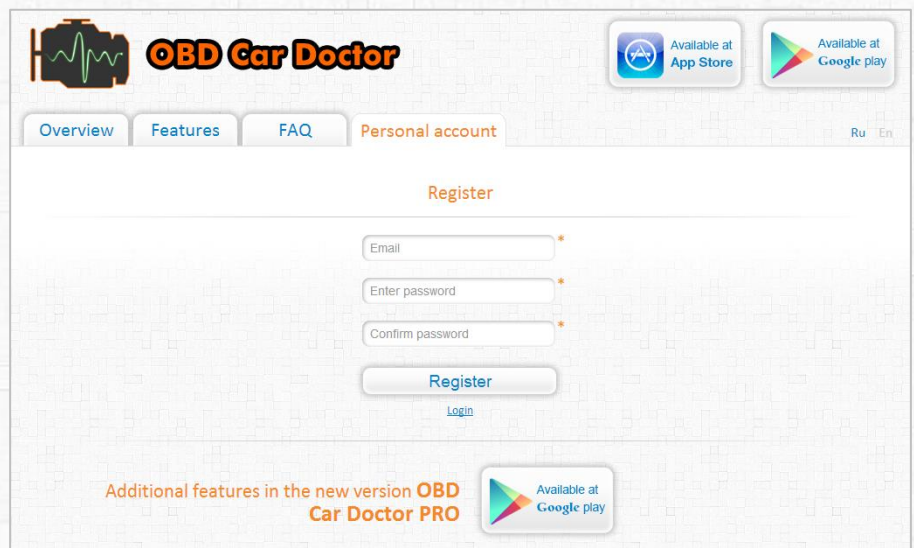 OBD Car Doctor
Available at
App Store
Available at
Google play
Overview
Features
FAQ
Personal account
Ru
En
Register
Email
*
Enter password
*
Confirm password
*
Register
Login
Additional features in the new version OBD
Car Doctor PRO
Available at
Google play